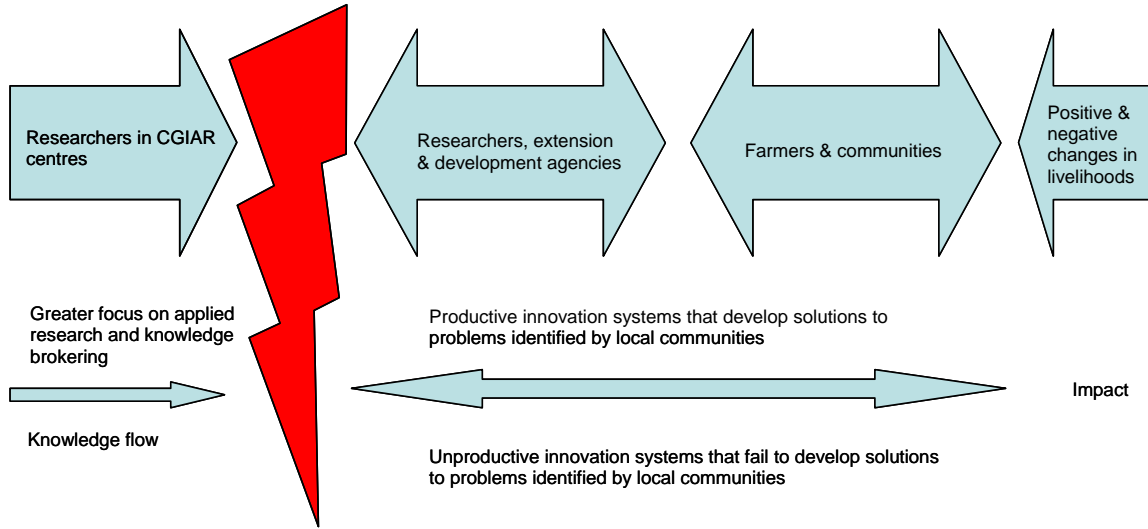 Researchers in CGIAR
centres
Researchers, extension
& development agencies
Farmers & communities
Positive &
negative
changes in
livelihoods
Greater focus on applied
research and knowledge
brokering
Knowledge flow
Productive innovation systems that develop solutions to
problems identified by local communities
Impact
Unproductive innovation systems that fail to develop solutions
to problems identified by local communities